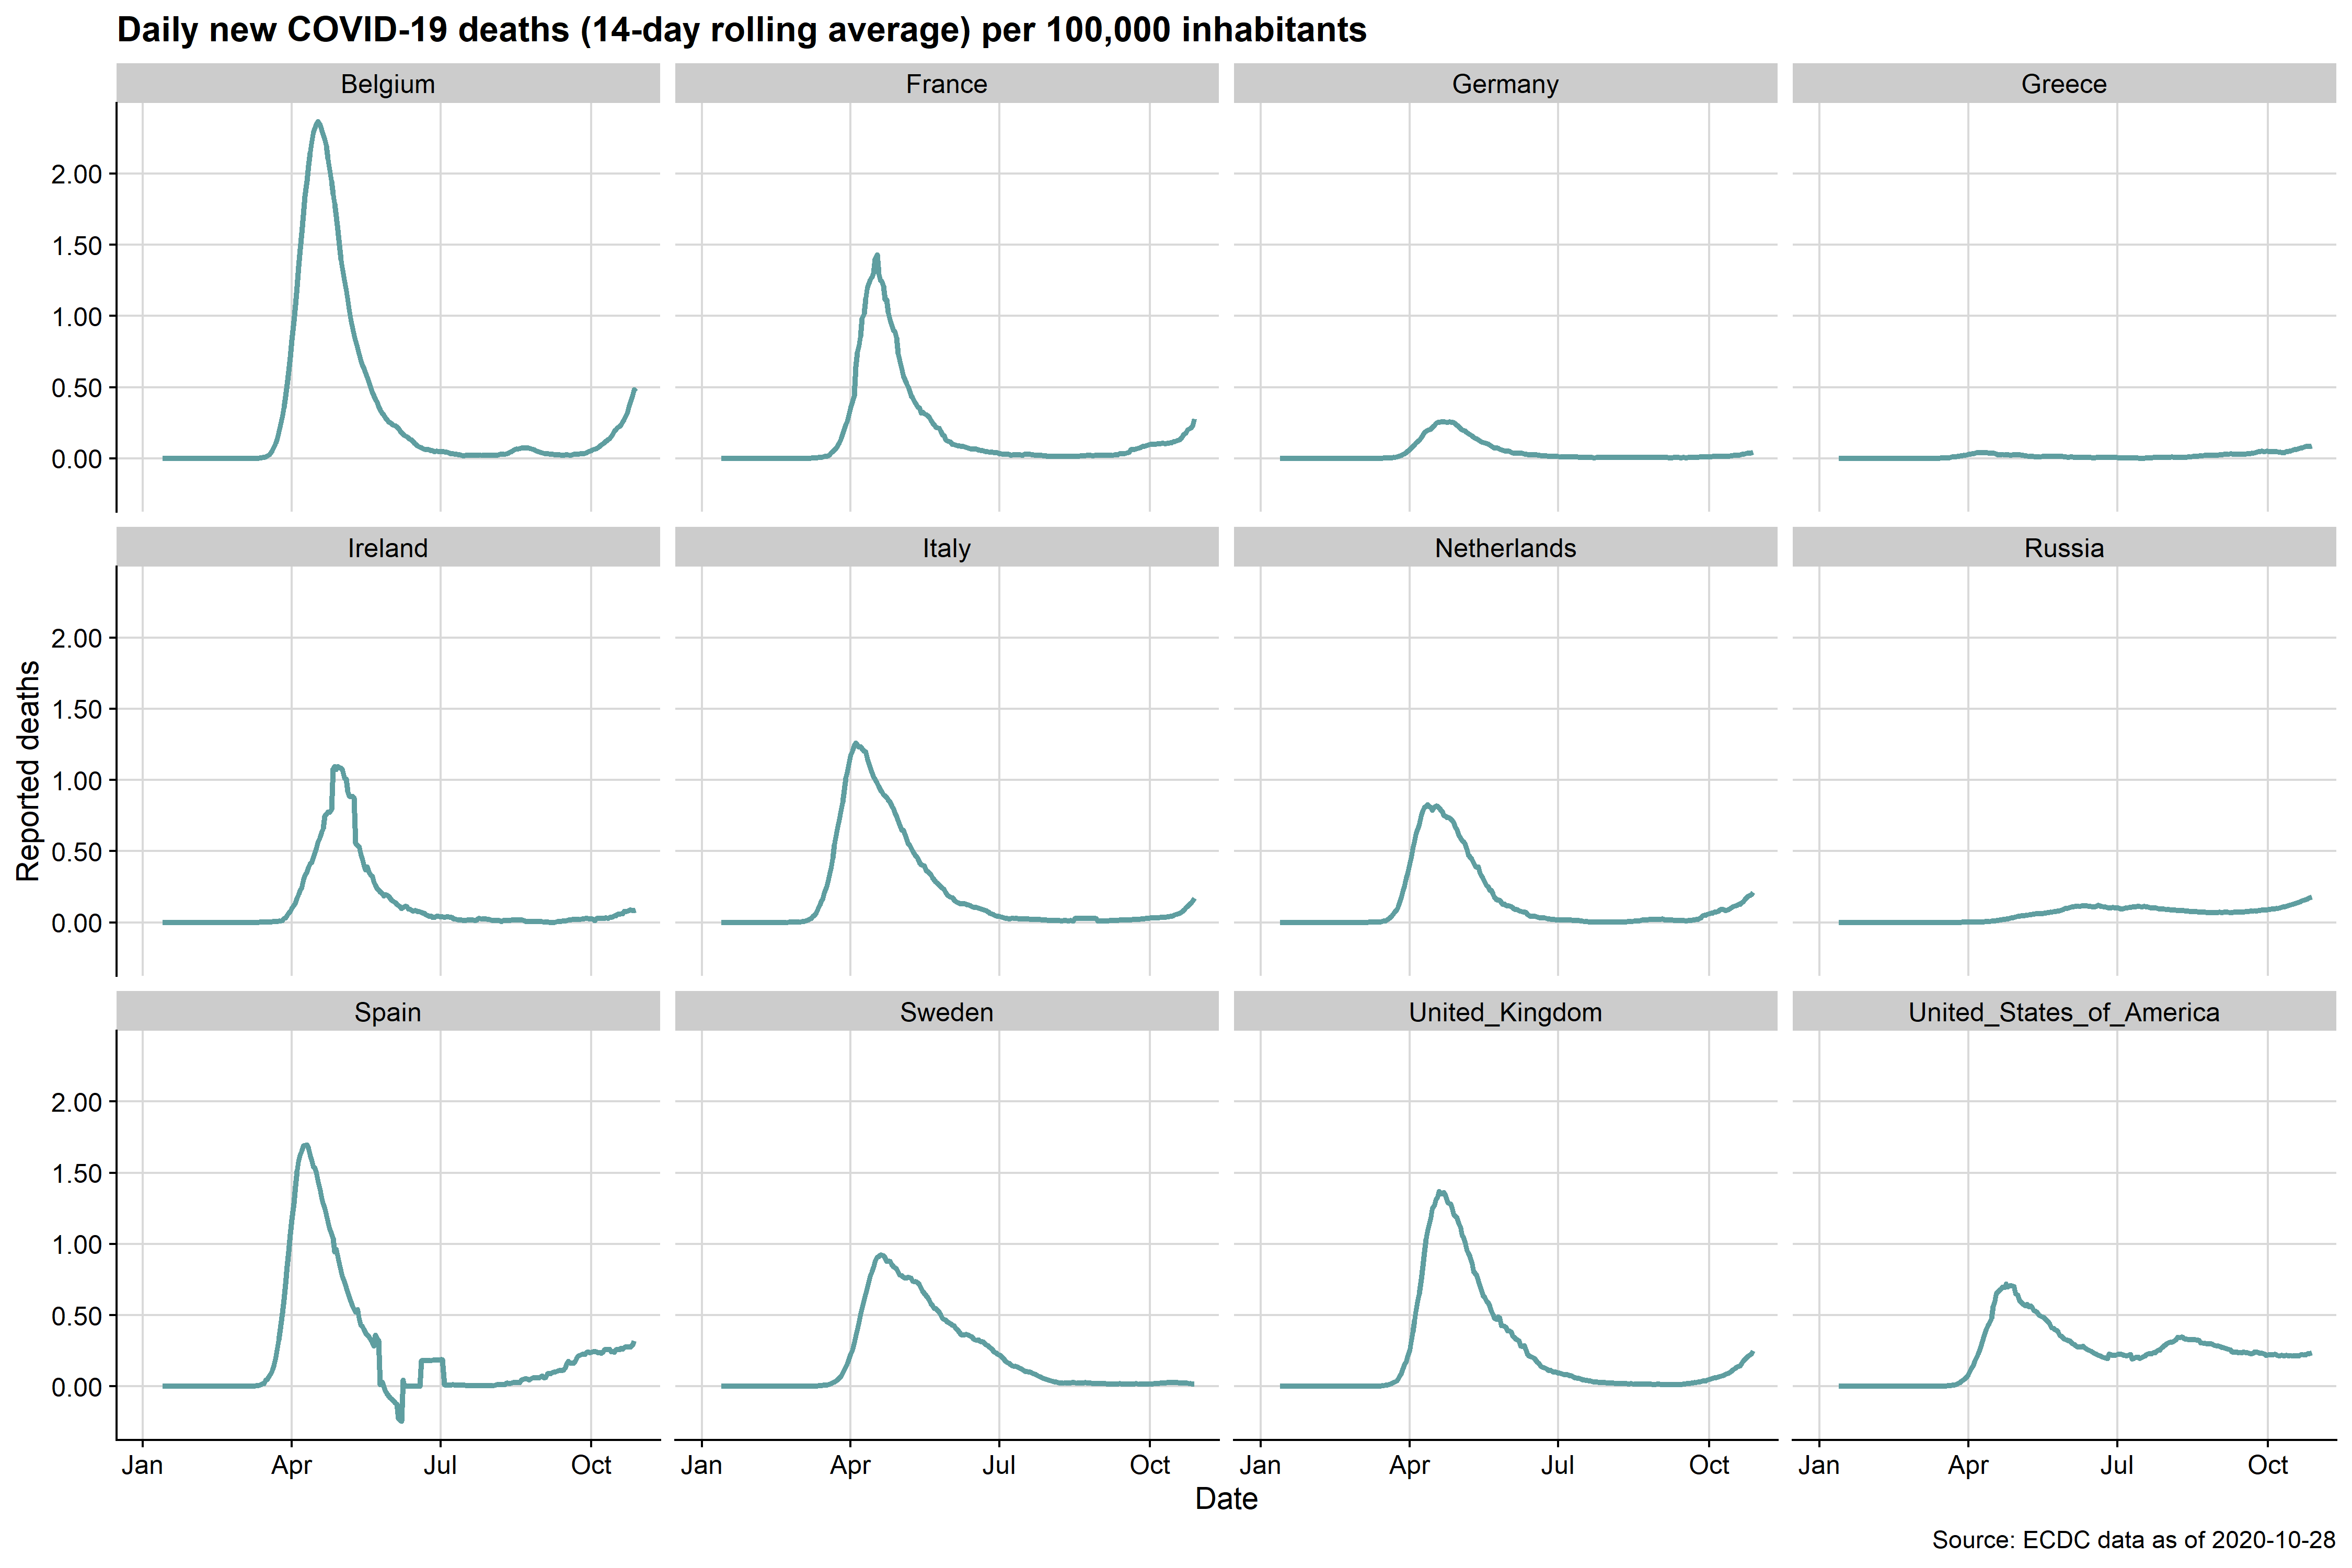 Daily new COVID-19 deaths (14-day rolling average) per 100,000 inhabitants
Belgium France Germany Greece
2.00
1.50
1.00
0.50
0.00
Ireland Italy Netherlands Russia
2.00
1.50
1.00
0.50
0.00
Reported deaths
Spain Sweden United_Kingdom United_States_of_America
2.00
1.50
1.00
0.50
0.00
Jan Apr Jul Oct Jan Apr Jul Oct Jan Apr Jul Oct Jan Apr Jul Oct
Date
Source: ECDC data as of 2020-10-28